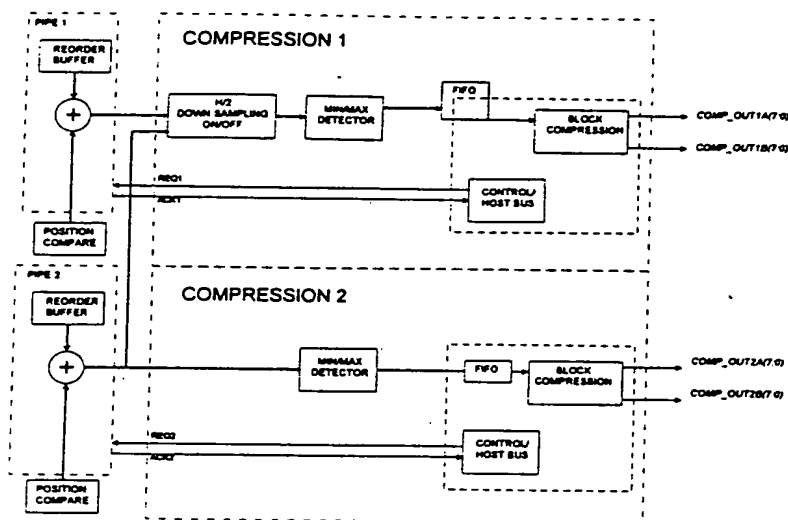 PIPE 1
REORDER
BUFFER
COMPRESSION 1
H/2
DOWN SAMPLING
ON/OFF
MIN/MAX
DETECTOR
FIFO
BLOCK
COMPRESSION
COMP_OUT1A(7:0)
COMP_OUT1B(7:0)
REQ1
ACK1
CONTROL/
HOST BUS
POSITION
COMPARE
PIPE 2
REORDER
BUFFER
COMPRESSION 2
MIN/MAX
DETECTOR
FIFO
BLOCK
COMPRESSION
COMP_OUT2A(7:0)
COMP_OUT2B(7:0)
REQ2
ACK2
CONTROL/
HOST BUS
POSITION
COMPARE